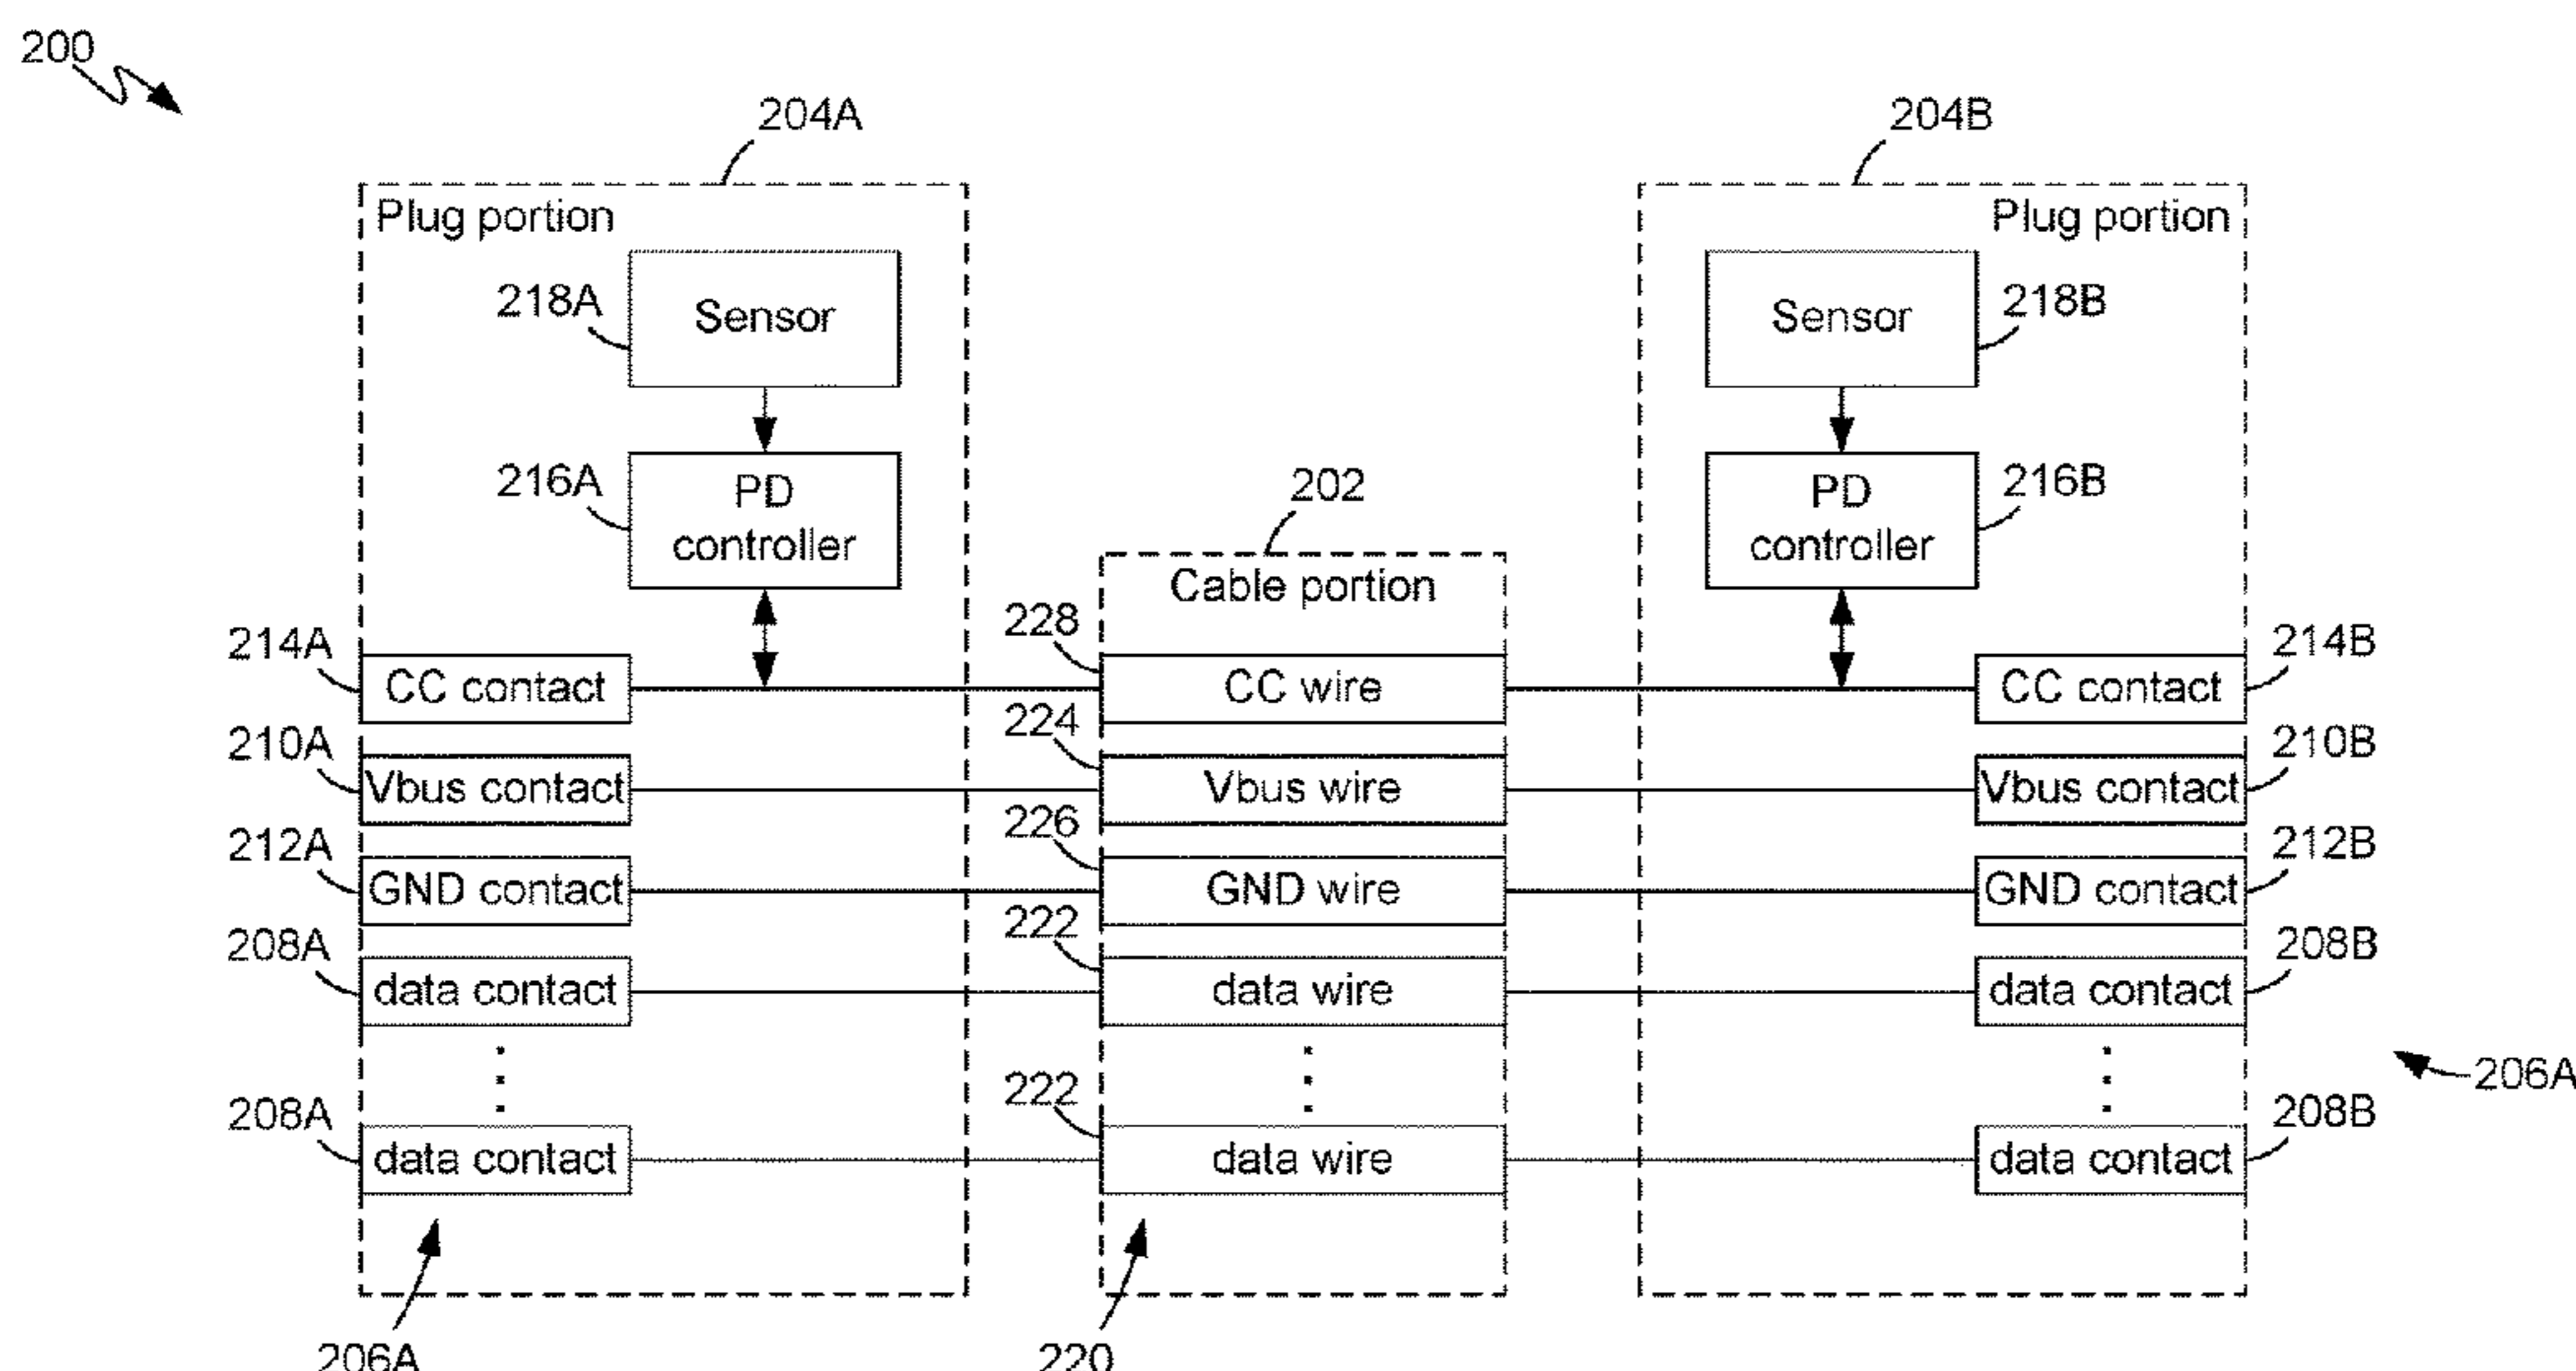 200
204A
204B
Plug portion
Plug portion
218A
Sensor
Sensor
218B
216A
PD
controller
202
PD
controller
216B
Cable portion
214A
CC contact
228
CC wire
CC contact
214B
210A
Vbus contact
224
Vbus wire
Vbus contact
210B
212A
GND contact
226
GND wire
GND contact
212B
208A
data contact
222
data wire
data contact
208B
206A
208A
data contact
222
data wire
data contact
208B
206A
220